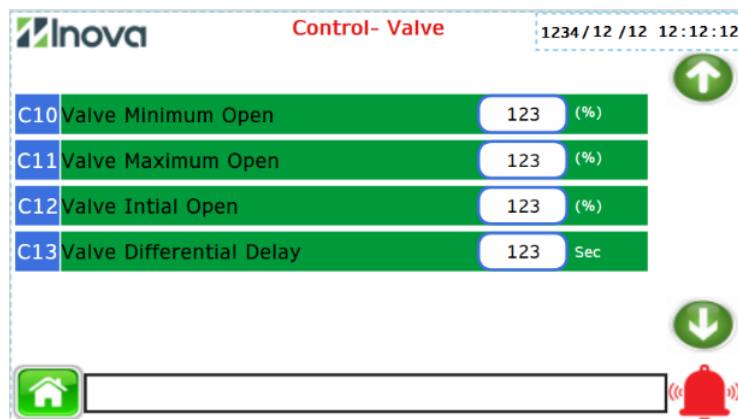 Inova
Control- Valve
1234/12/12 12:12:12
C10 Valve Minimum Open 123 (%)
C11 Valve Maximum Open 123 (%)
C12 Valve Intial Open 123 (%)
C13 Valve Differential Delay 123 Sec